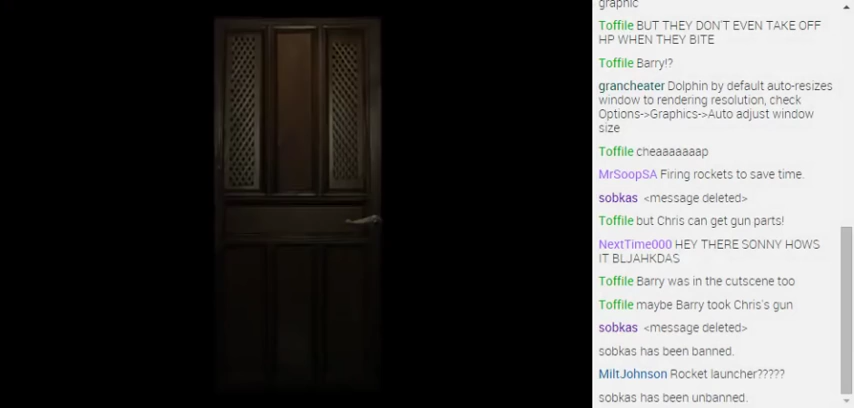 graphic
Toffile BUT THEY DON'T EVEN TAKE OFF
HP WHEN THEY BITE
Toffile Barry!?
grancheater Dolphin by default auto-resizes
window to rendering resolution, check
Options->Graphics->Auto adjust window
size
Toffile cheaaaaaaap
MrSoopSA Firing rockets to save time.
sobkas <message deleted>
Toffile but Chris can get gun parts!
NextTime000 HEY THERE SONNY HOWS
IT BLJAHKDAS
Toffile Barry was in the cutscene too
Toffile maybe Barry took Chris's gun
sobkas <message deleted>
sobkas has been banned.
MiltJohnson Rocket launcher?????
sobkas has been unbanned.